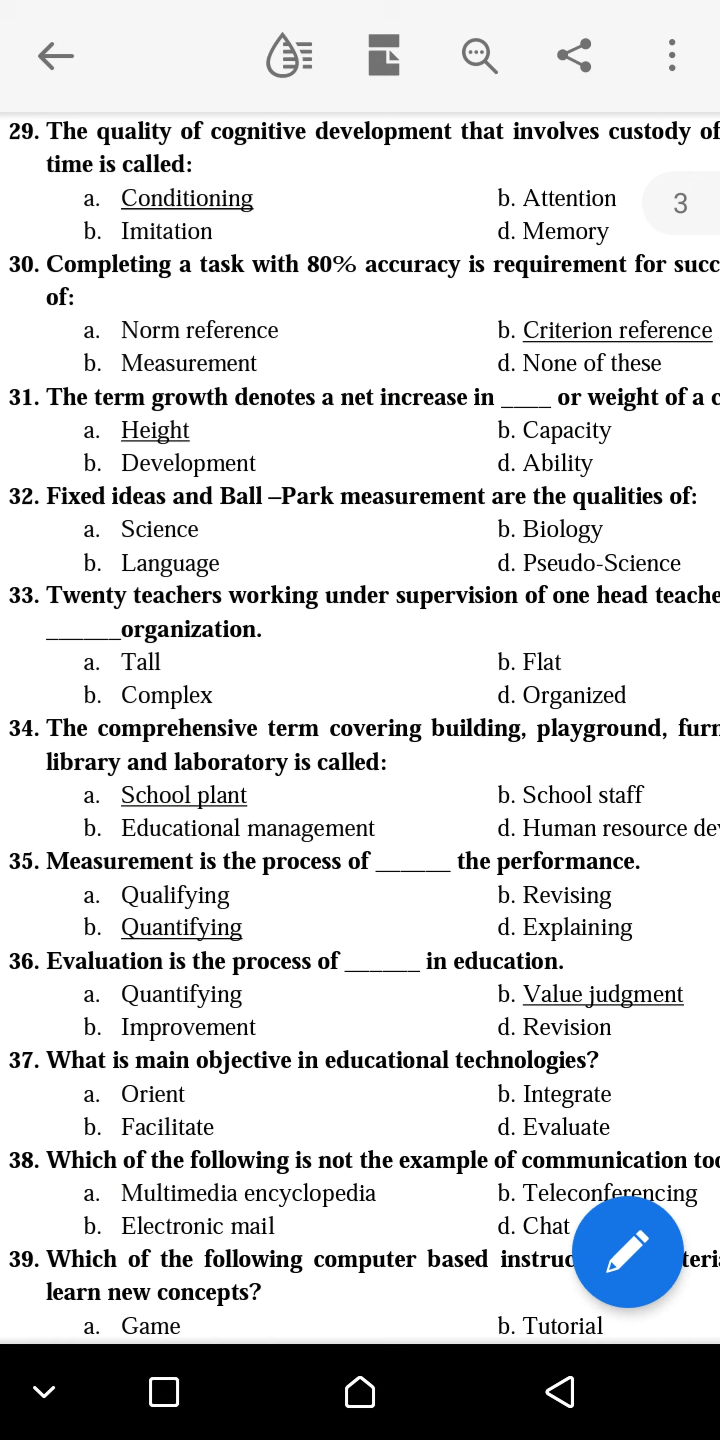 29. The quality of cognitive development that involves custody of
time is called:
a. Conditioning b. Attention
3
b. Imitation d. Memory
30. Completing a task with 80% accuracy is requirement for succ
of:
a. Norm reference b. Criterion reference
b. Measurement d. None of these
31. The term growth denotes a net increase in ____ or weight of a c
a. Height b. Capacity
b. Development d. Ability
32. Fixed ideas and Ball –Park measurement are the qualities of:
a. Science b. Biology
b. Language d. Pseudo-Science
33. Twenty teachers working under supervision of one head teache
______organization.
a. Tall b. Flat
b. Complex d. Organized
34. The comprehensive term covering building, playground, furn
library and laboratory is called:
a. School plant b. School staff
b. Educational management d. Human resource dev
35. Measurement is the process of ______ the performance.
a. Qualifying b. Revising
b. Quantifying d. Explaining
36. Evaluation is the process of ______ in education.
a. Quantifying b. Value judgment
b. Improvement d. Revision
37. What is main objective in educational technologies?
a. Orient b. Integrate
b. Facilitate d. Evaluate
38. Which of the following is not the example of communication too
a. Multimedia encyclopedia b. Teleconferencing
b. Electronic mail d. Chat
39. Which of the following computer based instruc teria
learn new concepts?
a. Game b. Tutorial